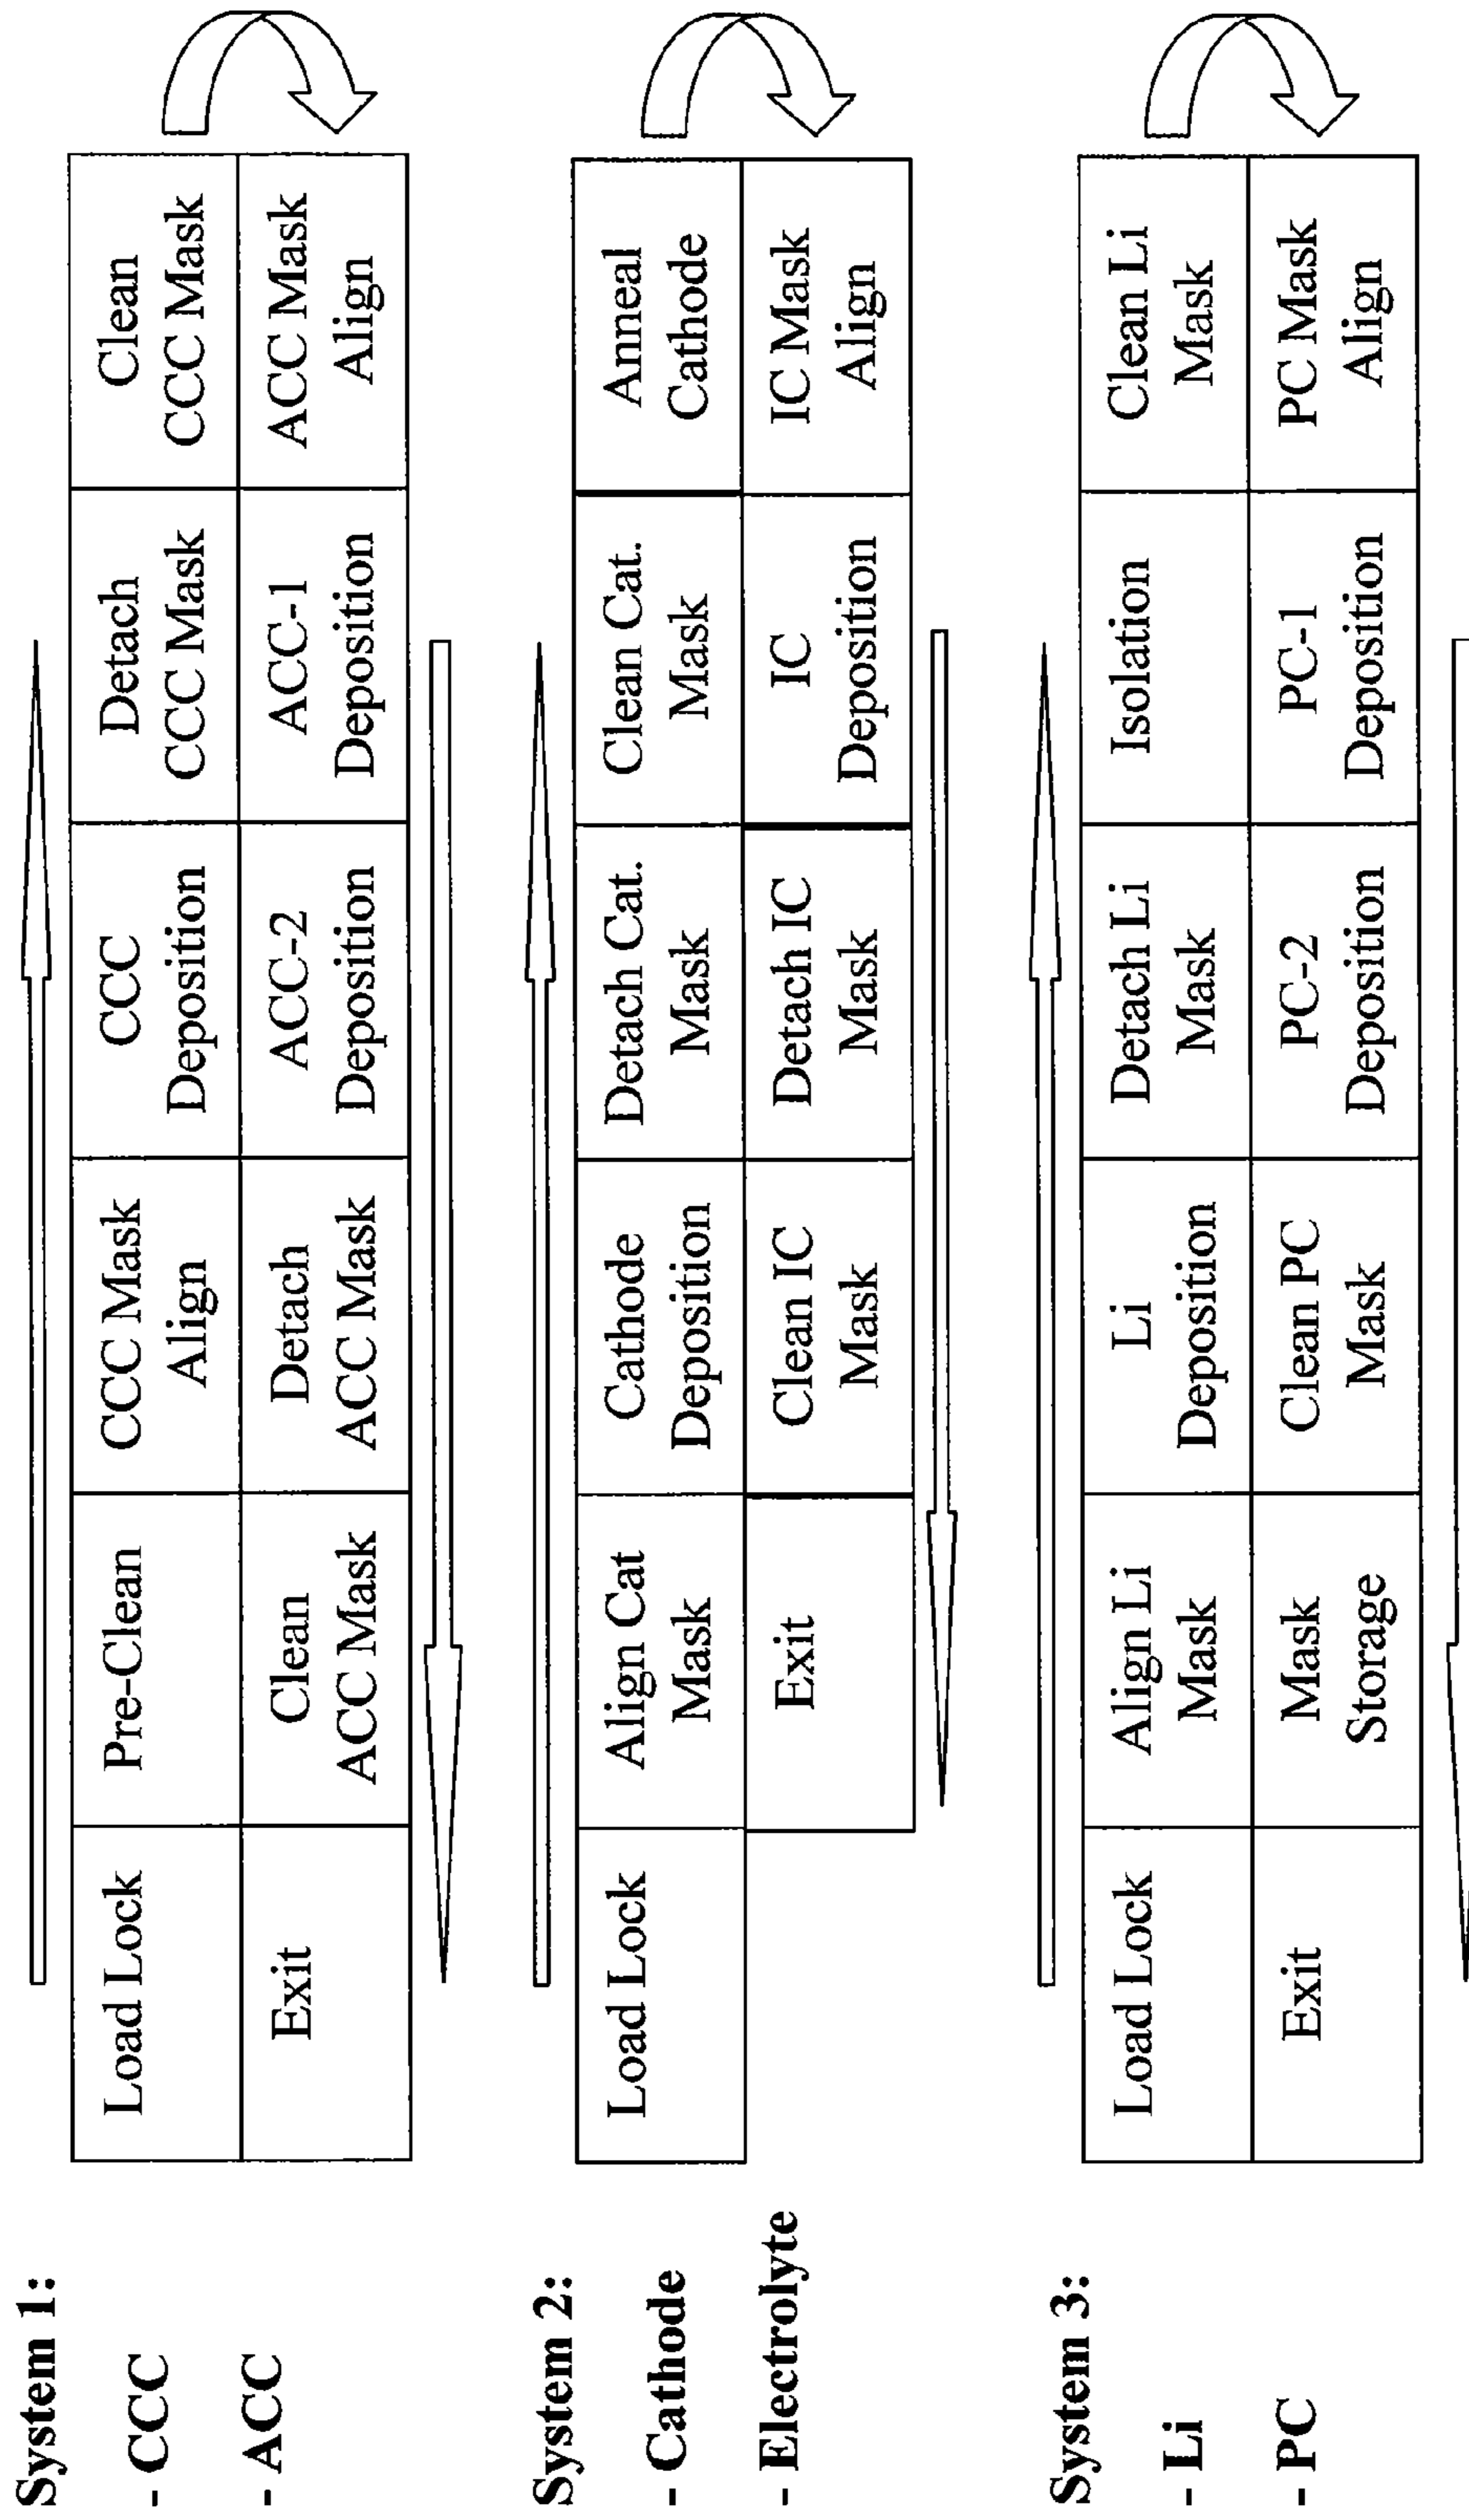 System 1:
- CCC
- ACC
Load Lock
Pre-Clean
CCC Mask
Align
CCC
Deposition
Detach
CCC Mask
Clean
CCC Mask
Exit
Clean
ACC Mask
Detach
ACC Mask
ACC-2
Deposition
ACC-1
Deposition
ACC Mask
Align
System 2:
- Cathode
- Electrolyte
Load Lock
Align Cat
Mask
Cathode
Deposition
Detach Cat.
Mask
Clean Cat.
Mask
Anneal
Cathode
Exit
Clean IC
Mask
Detach IC
Mask
IC
Deposition
IC Mask
Align
System 3:
- Li
- PC
Load Lock
Align Li
Mask
Li
Deposition
Detach Li
Mask
Isolation
Clean Li
Mask
Exit
Mask
Storage
Clean PC
Mask
PC-2
Deposition
PC-1
Deposition
PC Mask
Align